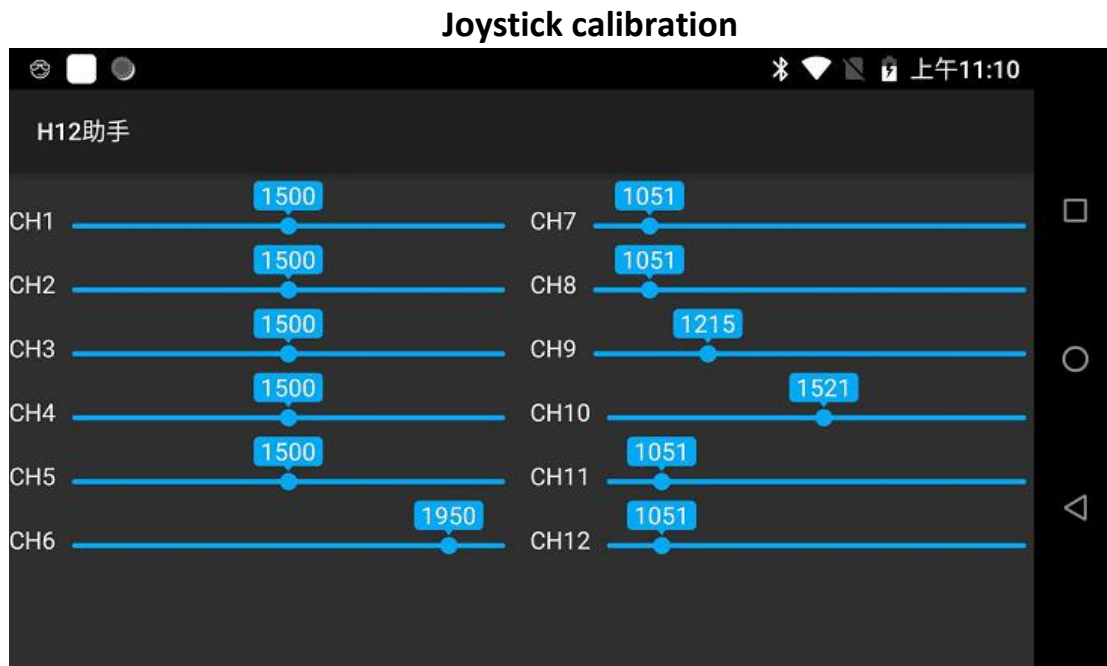 Joystick calibration
上午11:10
H12助手
CH1 1500
CH2 1500
CH3 1500
CH4 1500
CH5 1500
CH6 1950
CH7 1051
CH8 1051
CH9 1215
CH10 1521
CH11 1051
CH12 1051